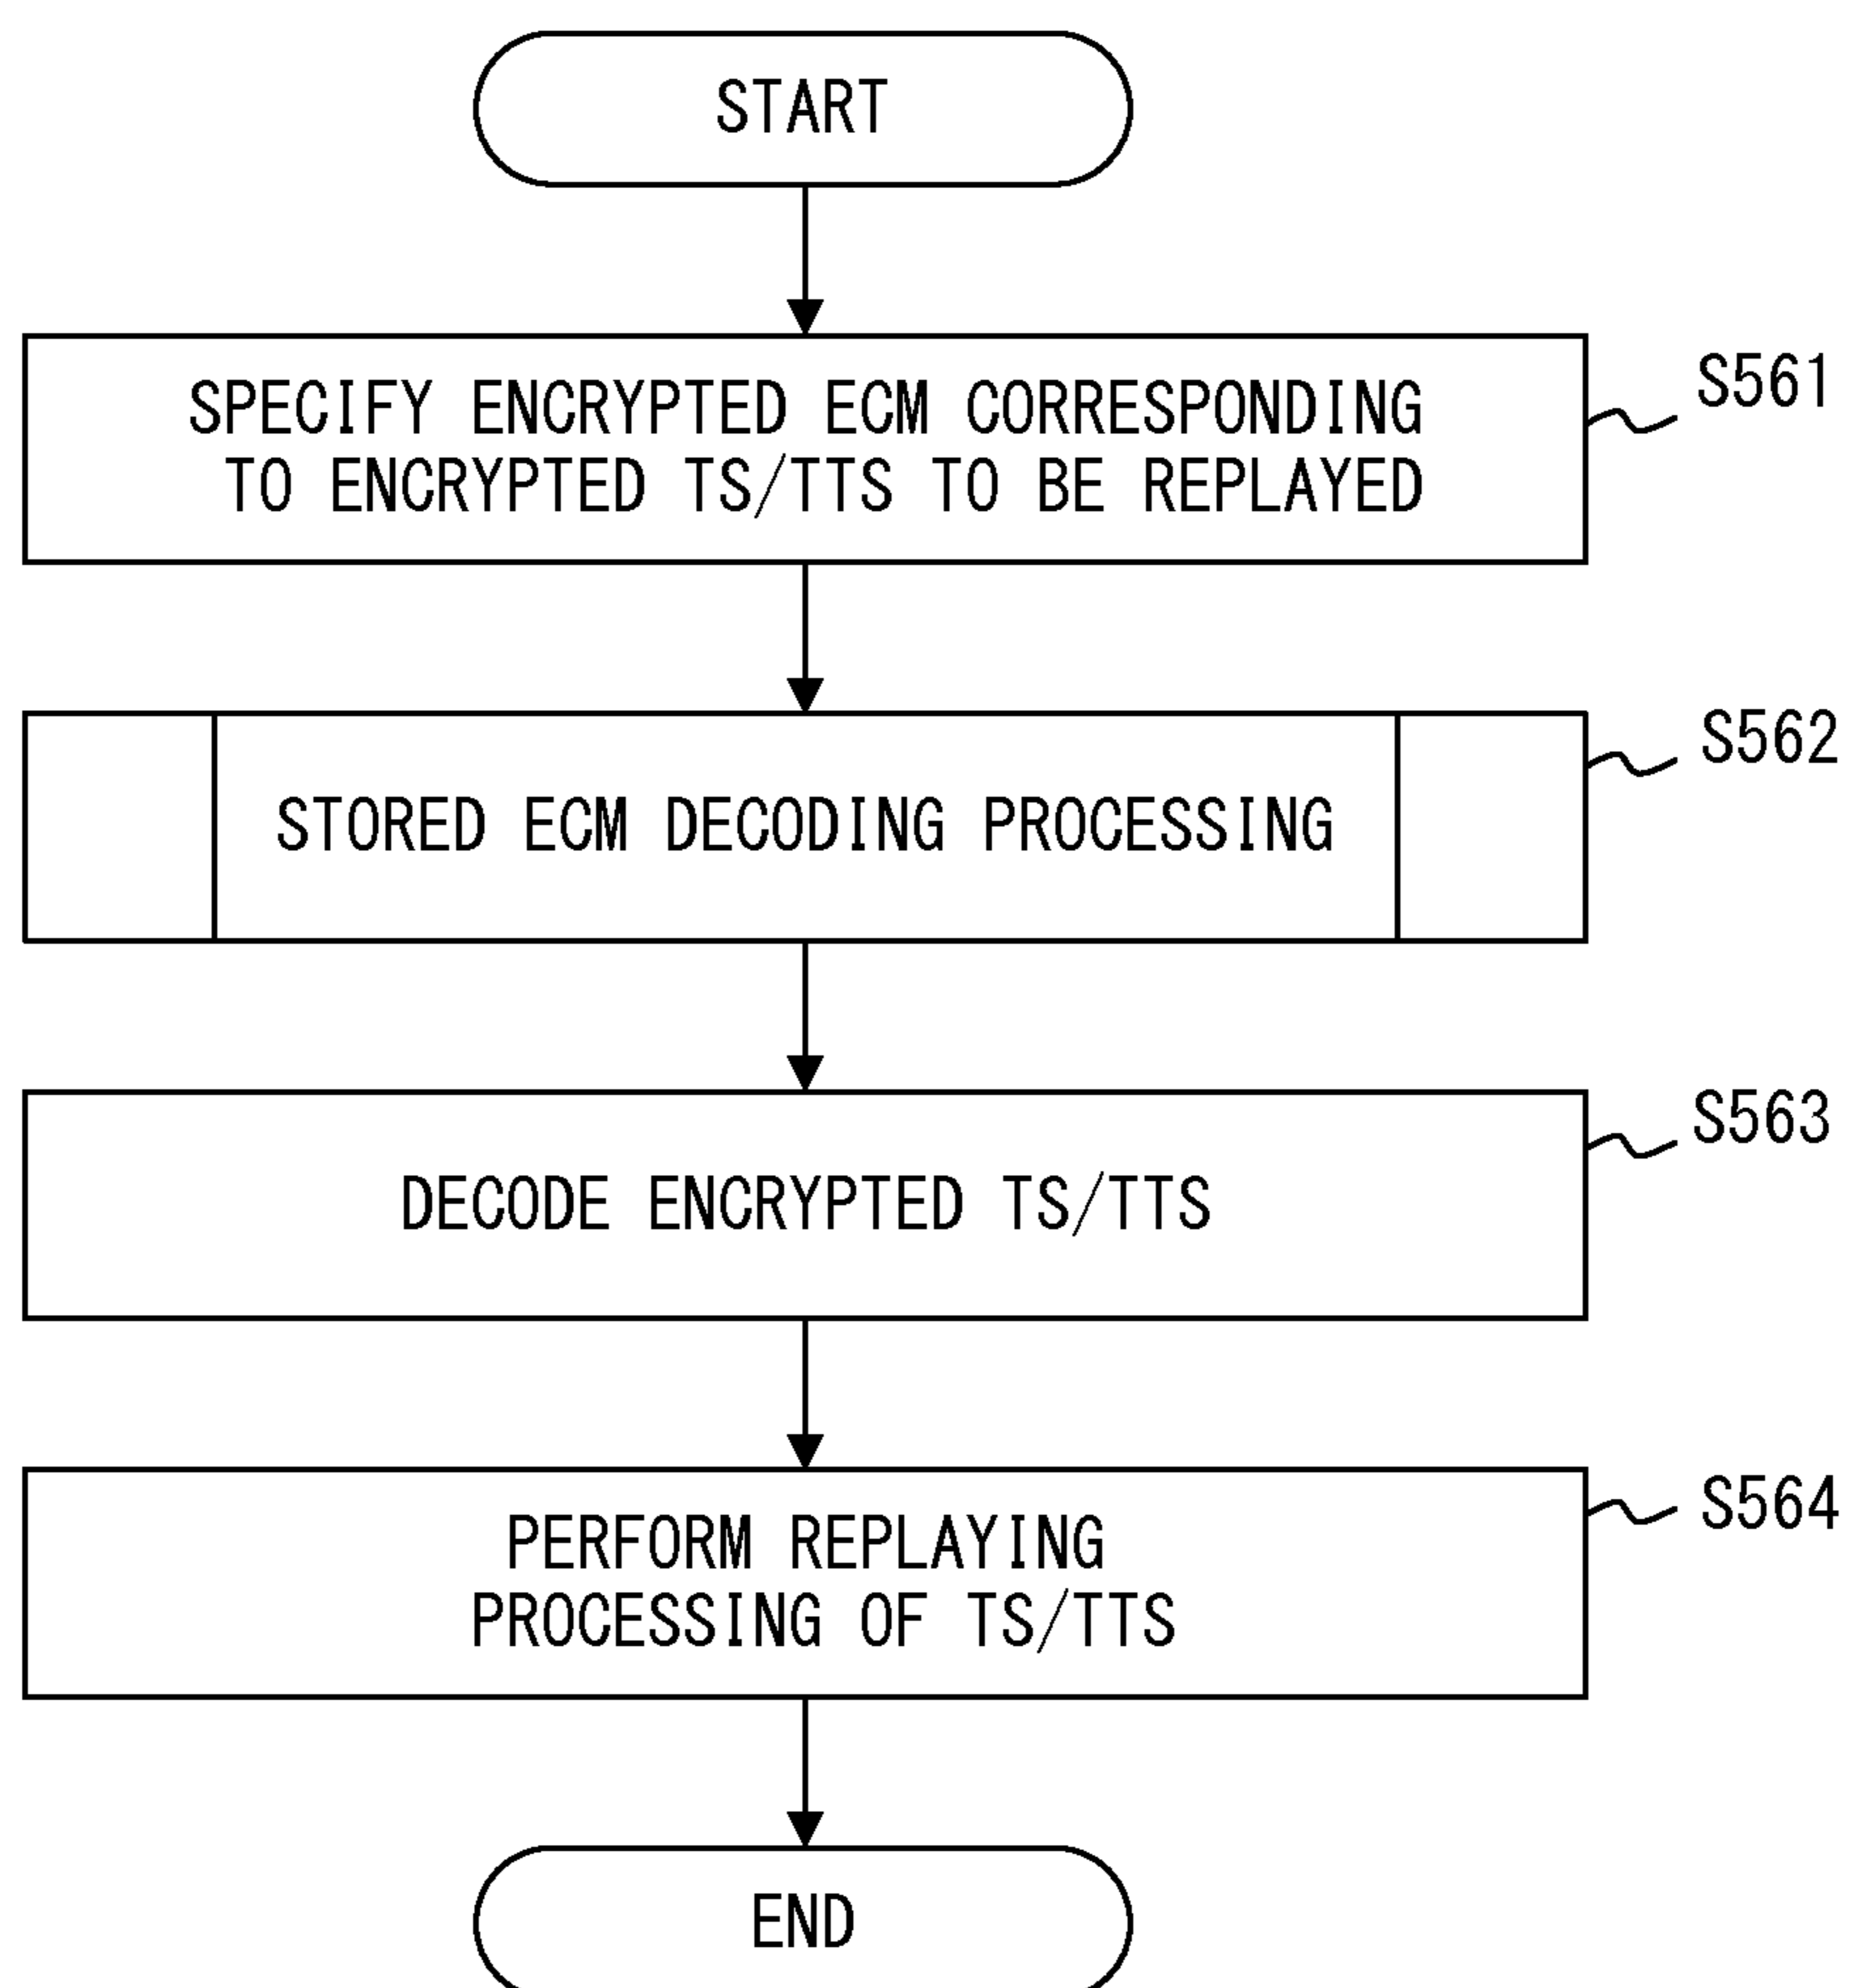 START
SPECIFY ENCRYPTED ECM CORRESPONDING
TO ENCRYPTED TS/TTS TO BE REPLAYED
S561
STORED ECM DECODING PROCESSING
S562
DECODE ENCRYPTED TS/TTS
S563
PERFORM REPLAYING
PROCESSING OF TS/TTS
S564
END